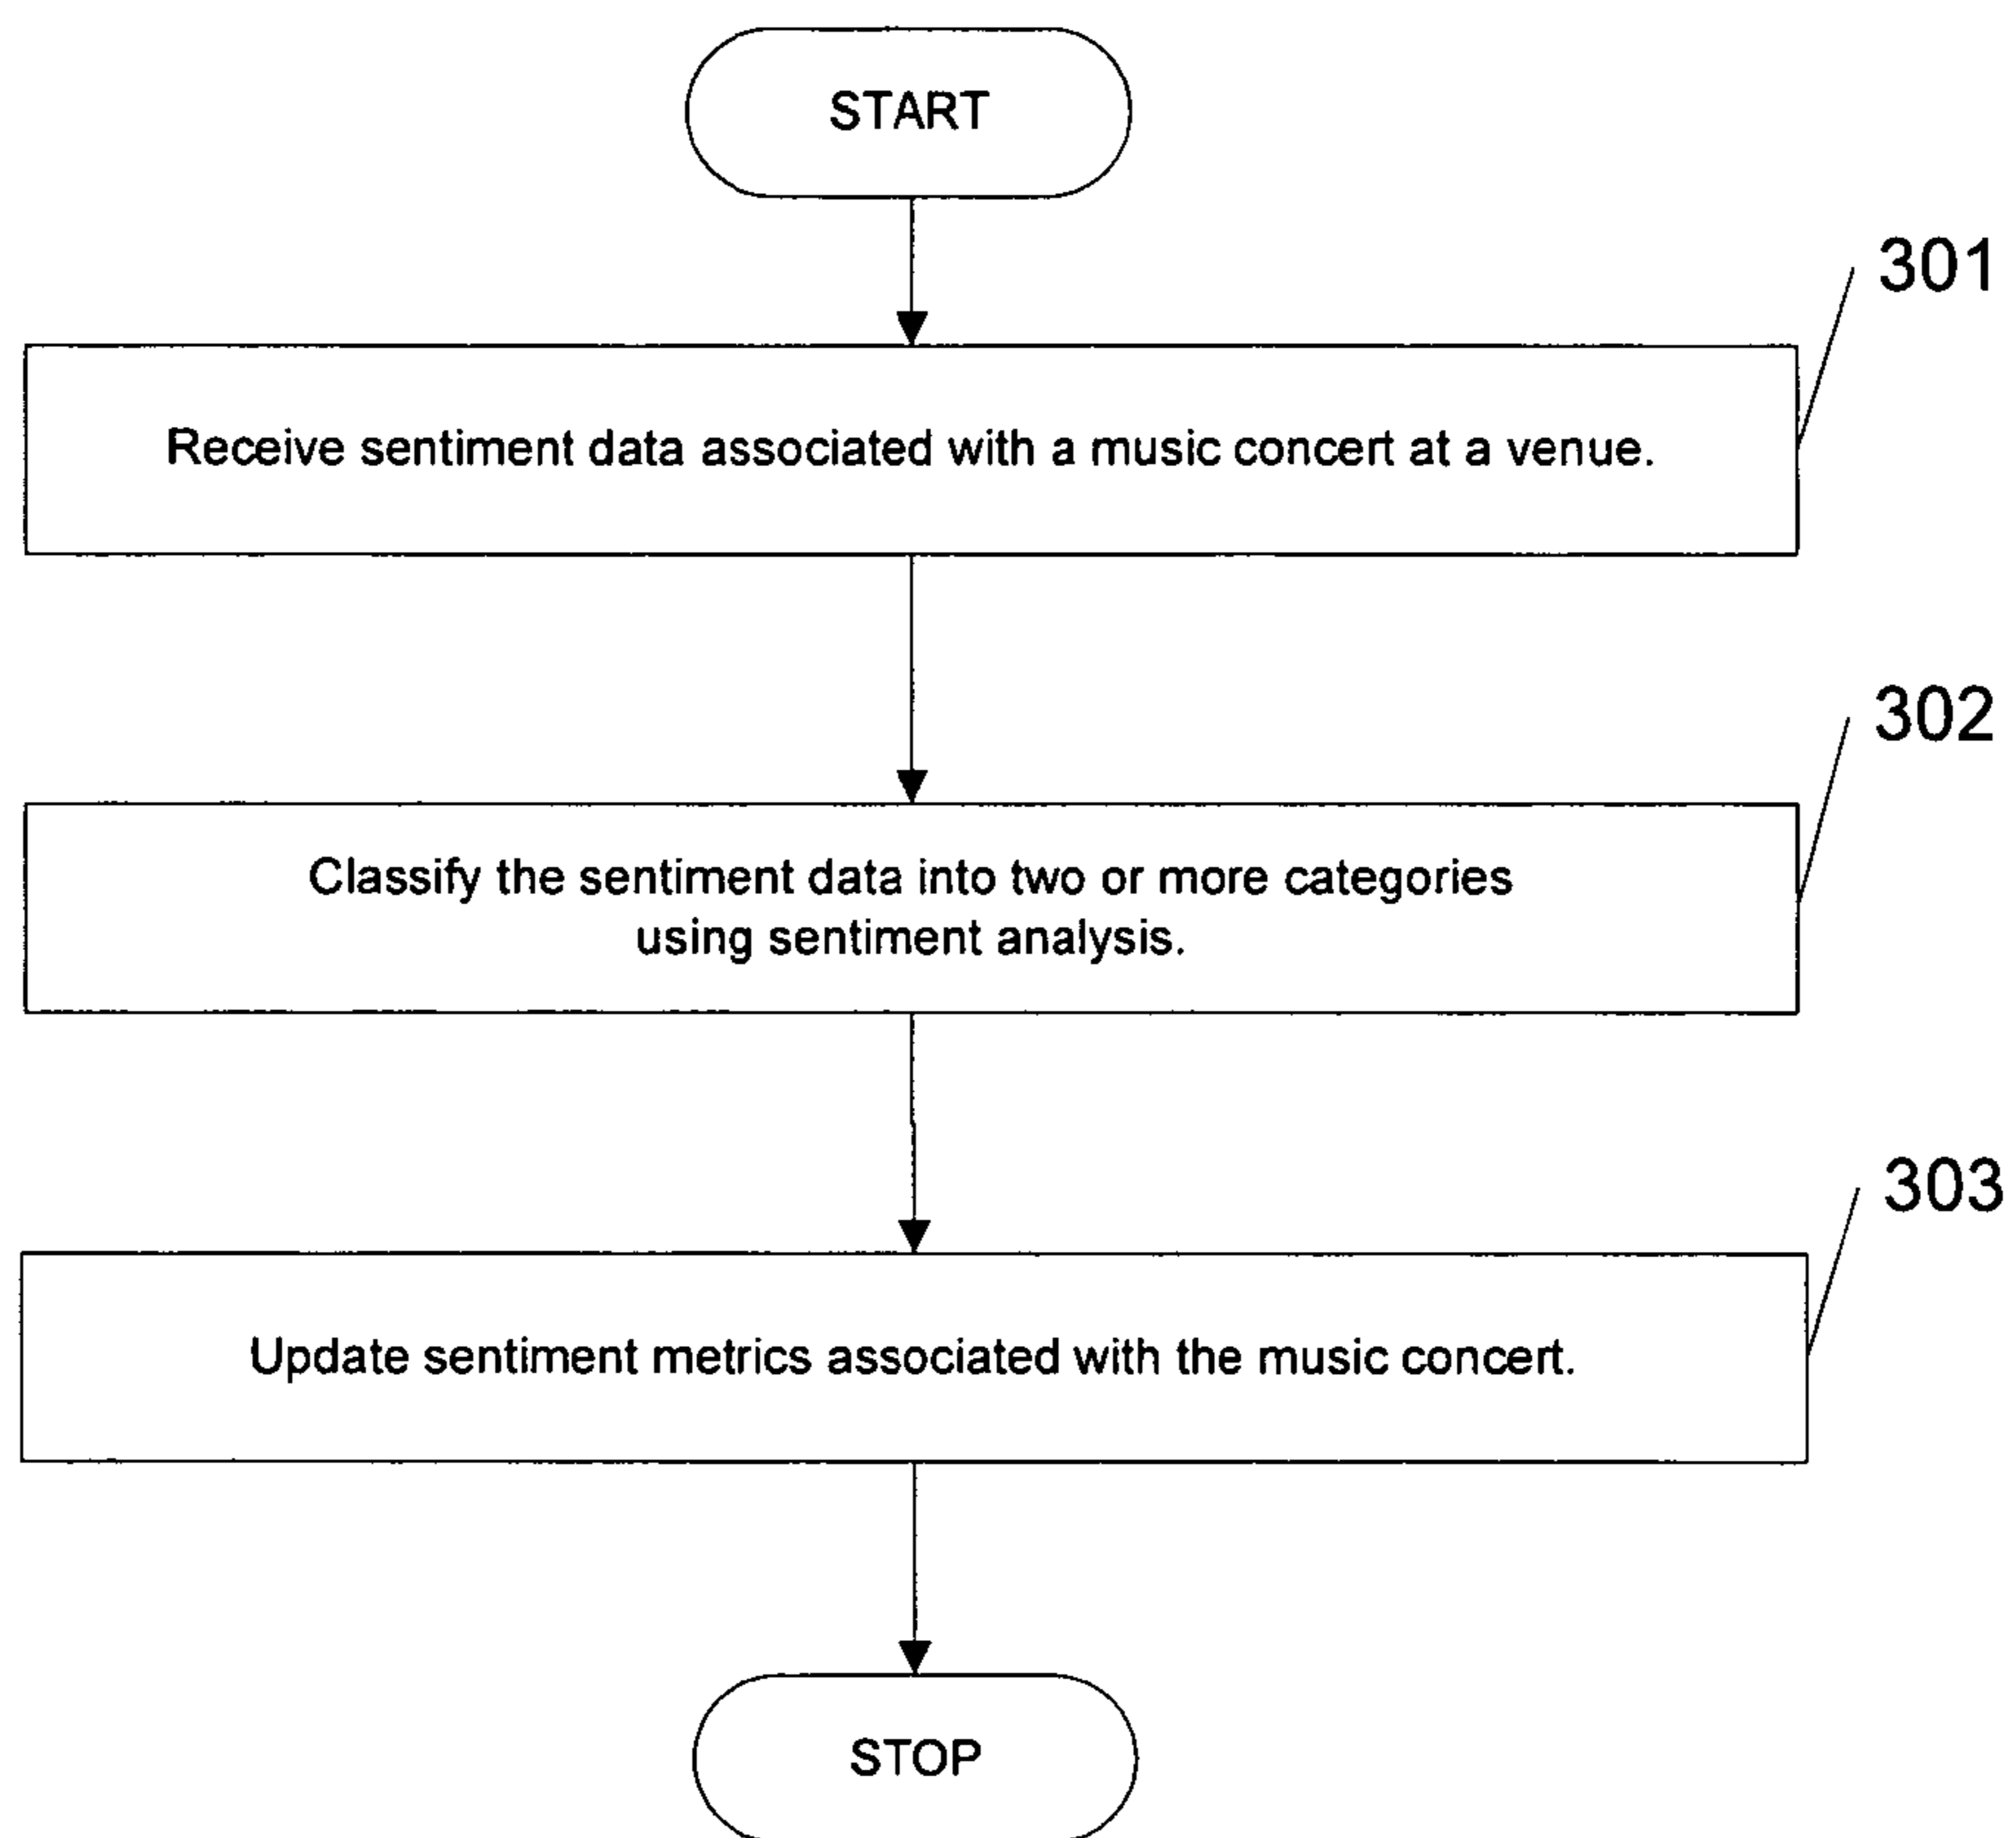 START
301
Receive sentiment data associated with a music concert at a venue.
302
Classify the sentiment data into two or more categories
using sentiment analysis.
303
Update sentiment metrics associated with the music concert.
STOP